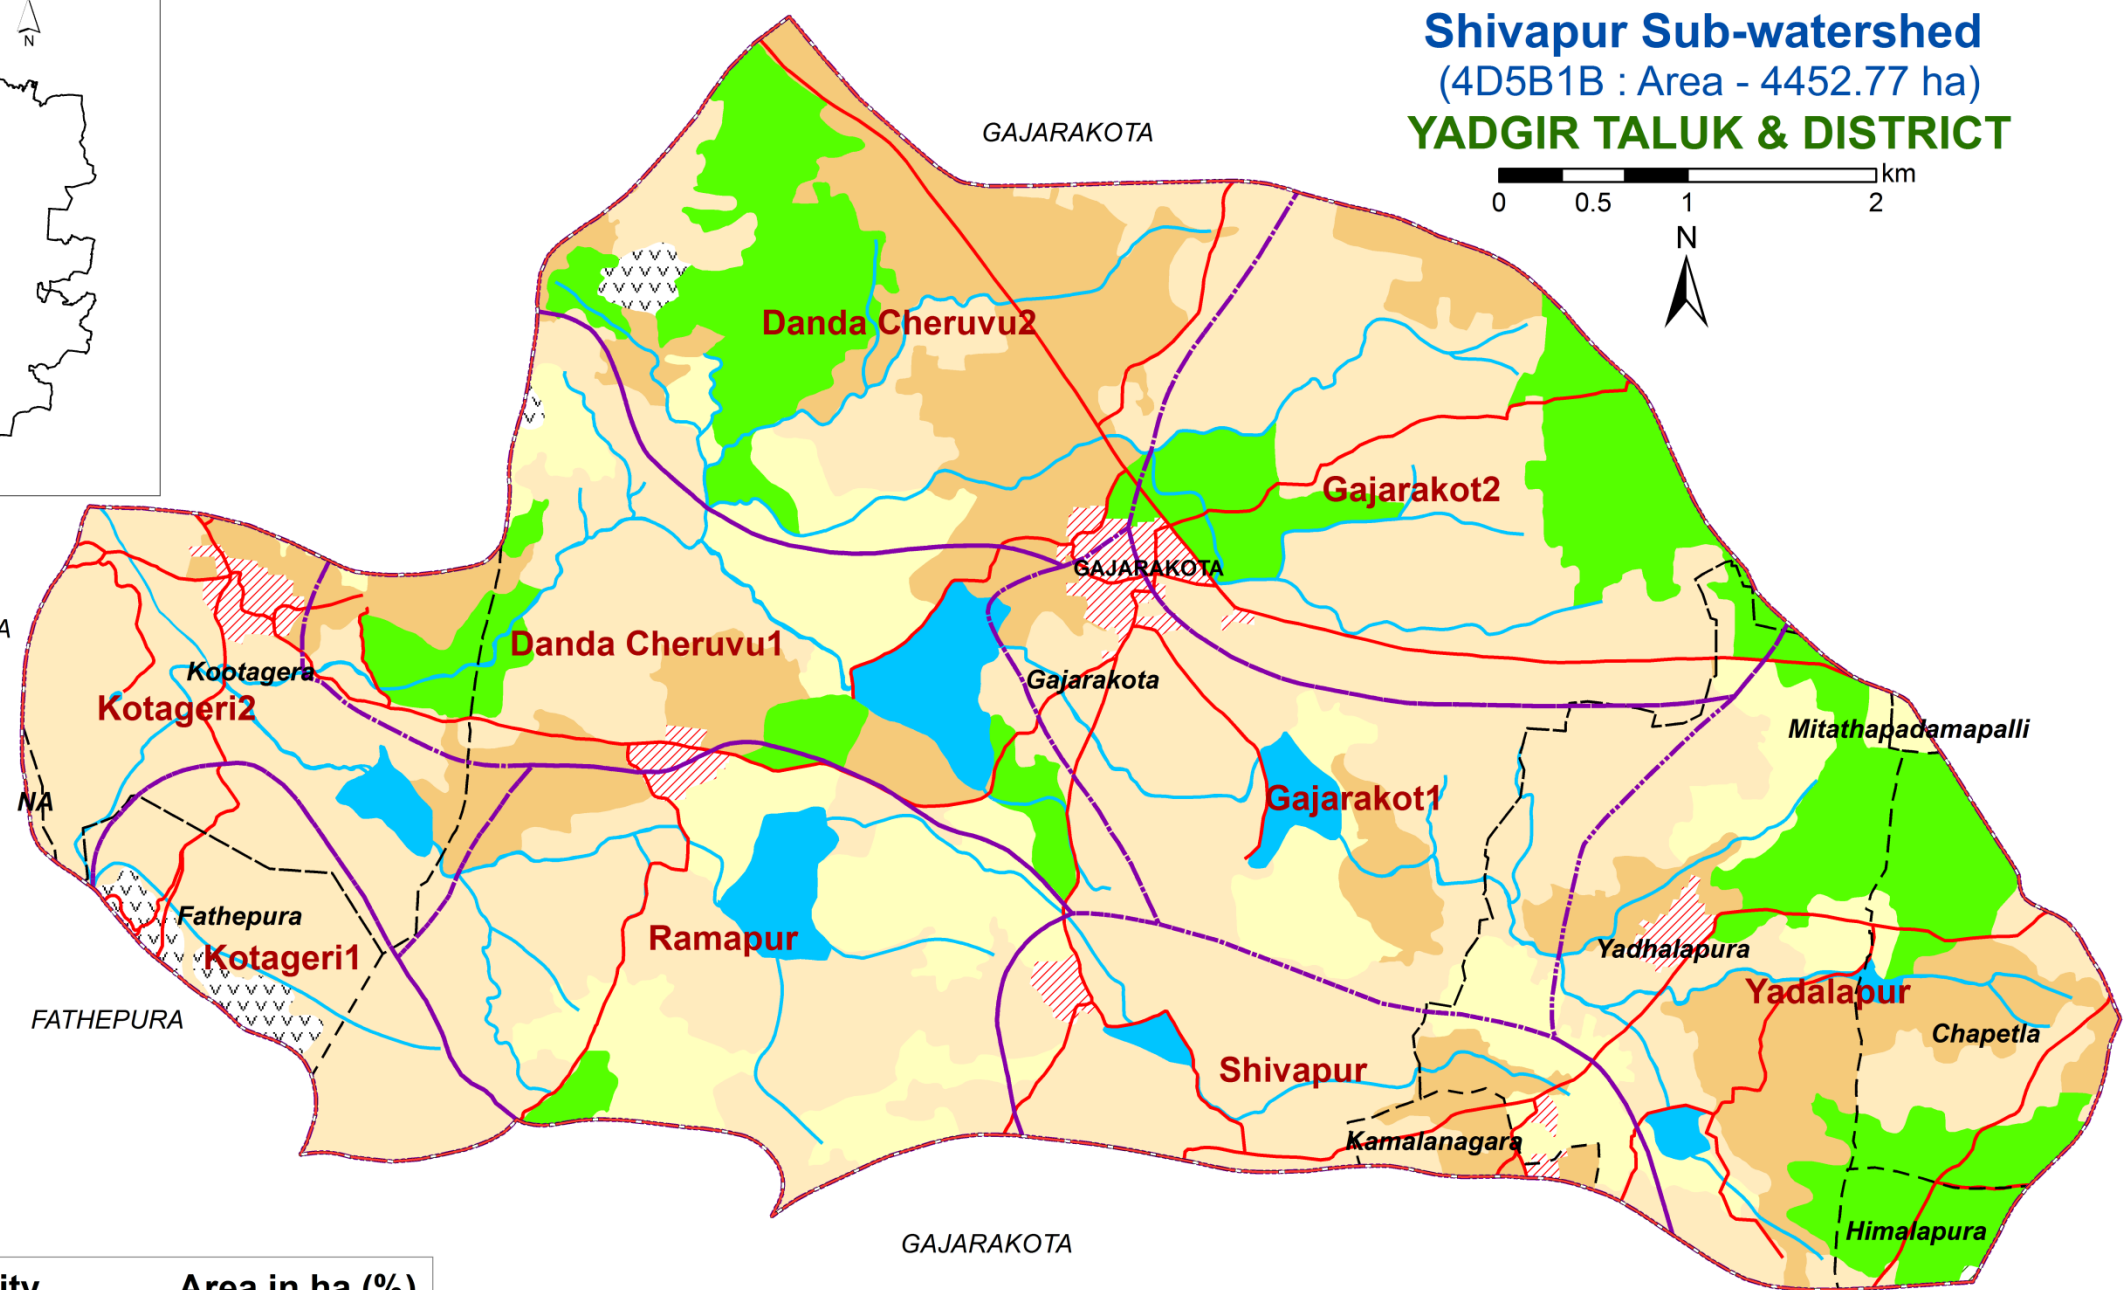 N
Shivapur Sub-watershed
(4D5B1B : Area - 4452.77 ha)
YADGIR TALUK & DISTRICT
km
0 0.5 1 2
N
GAJARAKOTA
Danda Cheruvu2
Gajarakot2
GAJARAKOTA
A
Danda Cheruvu1
Kootagera
Gajarakota
Kotageri2
Mitathapadamapalli
NA
Gajarakot1
Fathepura
Ramapur
Yadhalapura
Kotageri1
Yadalapur
FATHEPURA
Chapetla
Shivapur
Kamalanagara
Himalapura
GAJARAKOTA
ity Area in ha (%)